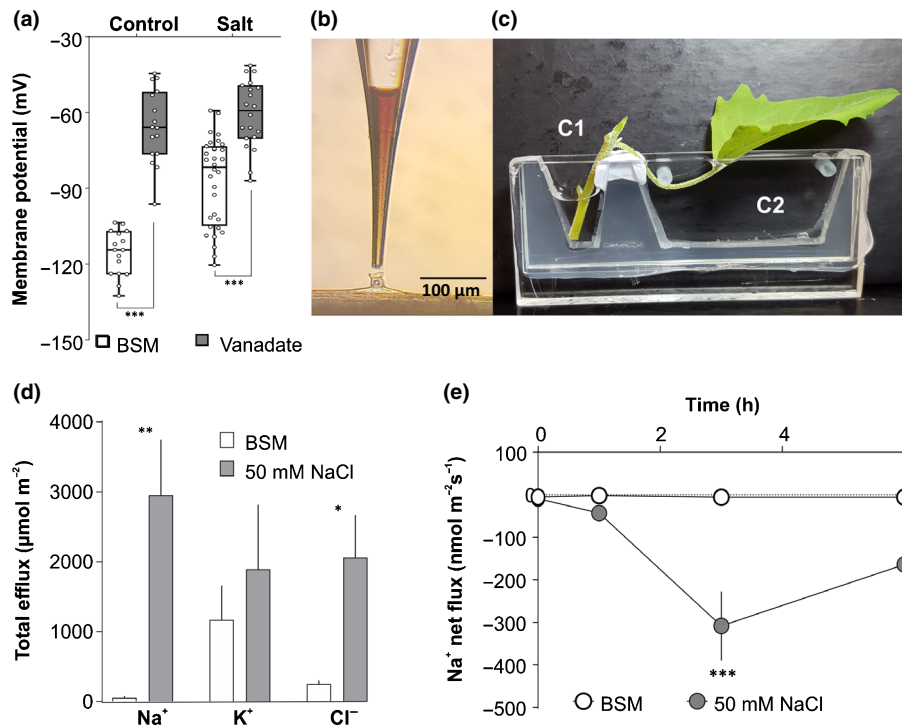 (a)
Control
Salt
Membrane potential (mV)
−30
−60
−90
−120
−150
***
***
BSM
Vanadate
(b)
100 µm
(c)
C1
C2
(d)
Total efflux (µmol m⁻²)
4000
3000
2000
1000
0
**
*
BSM
50 mM NaCl
Na⁺
K⁺
Cl⁻
(e)
Time (h)
0
2
4
Na⁺ net flux (nmol m⁻²s⁻¹)
100
0
−100
−200
−300
−400
−500
***
BSM
50 mM NaCl